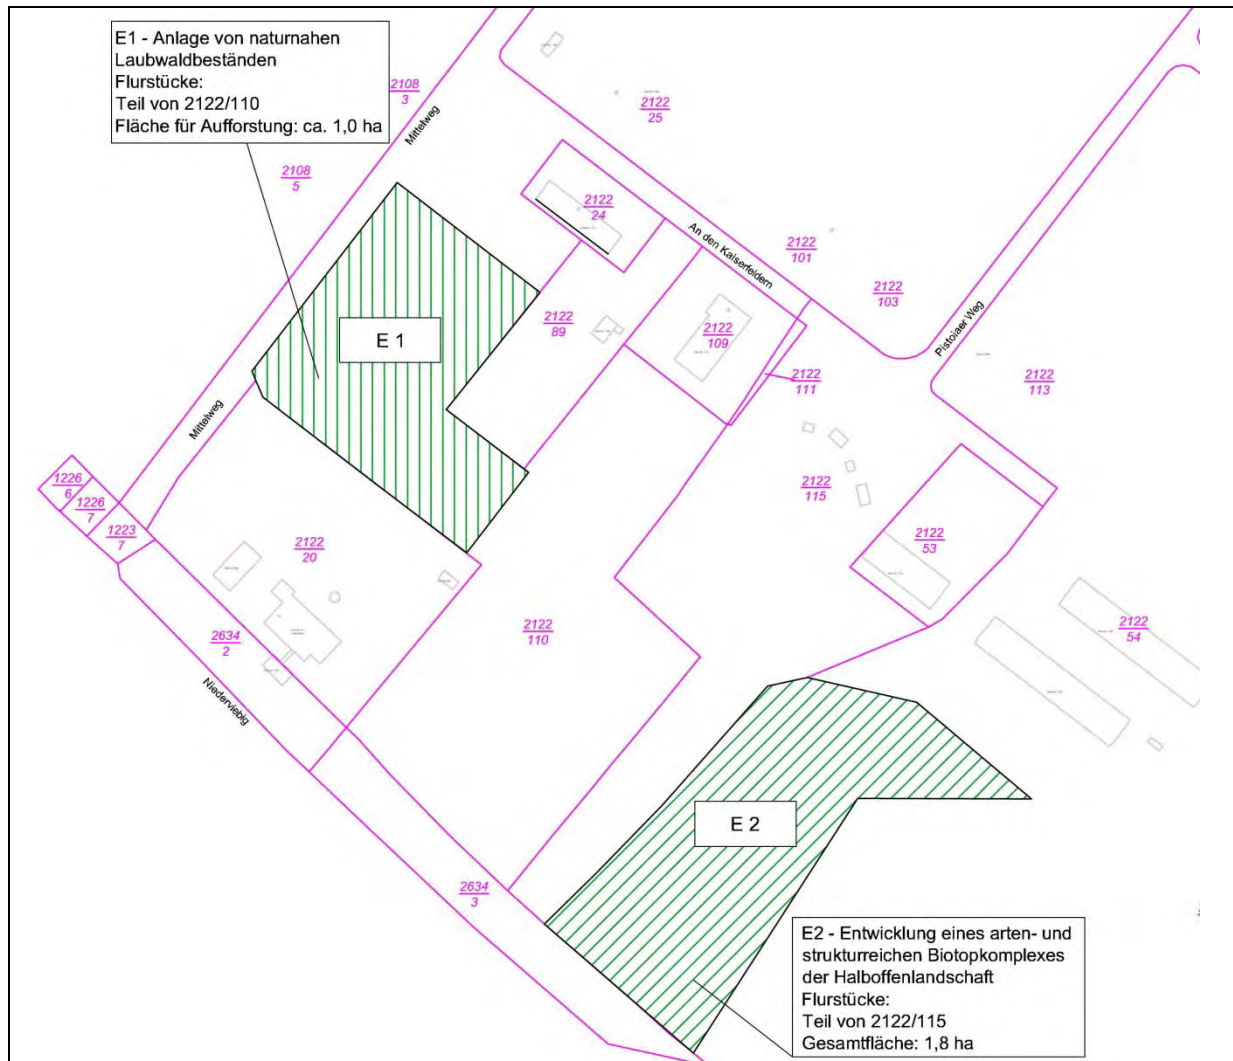 E1 - Anlage von naturnahen
Laubwaldbeständen
Flurstücke:
Teil von 2122/110
Fläche für Aufforstung: ca. 1,0 ha
2108
3
Mittelweg
2122
25
2108
5
2122
24
An den Kaiserfeldern
2122
101
2122
103
Pistoiaer Weg
2122
89
2122
109
E 1
2122
111
2122
113
Mittelweg
1226
6
1226
7
1223
7
2122
115
2122
20
2122
53
2122
110
2122
54
2634
2
Niederviebig
E 2
2634
3
E2 - Entwicklung eines arten- und
strukturreichen Biotopkomplexes
der Halboffenlandschaft
Flurstücke:
Teil von 2122/115
Gesamtfläche: 1,8 ha